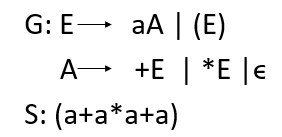 G: E⟶ aA | (E)
A⟶ +E | *E |ϵ
S: (a+a*a+a)